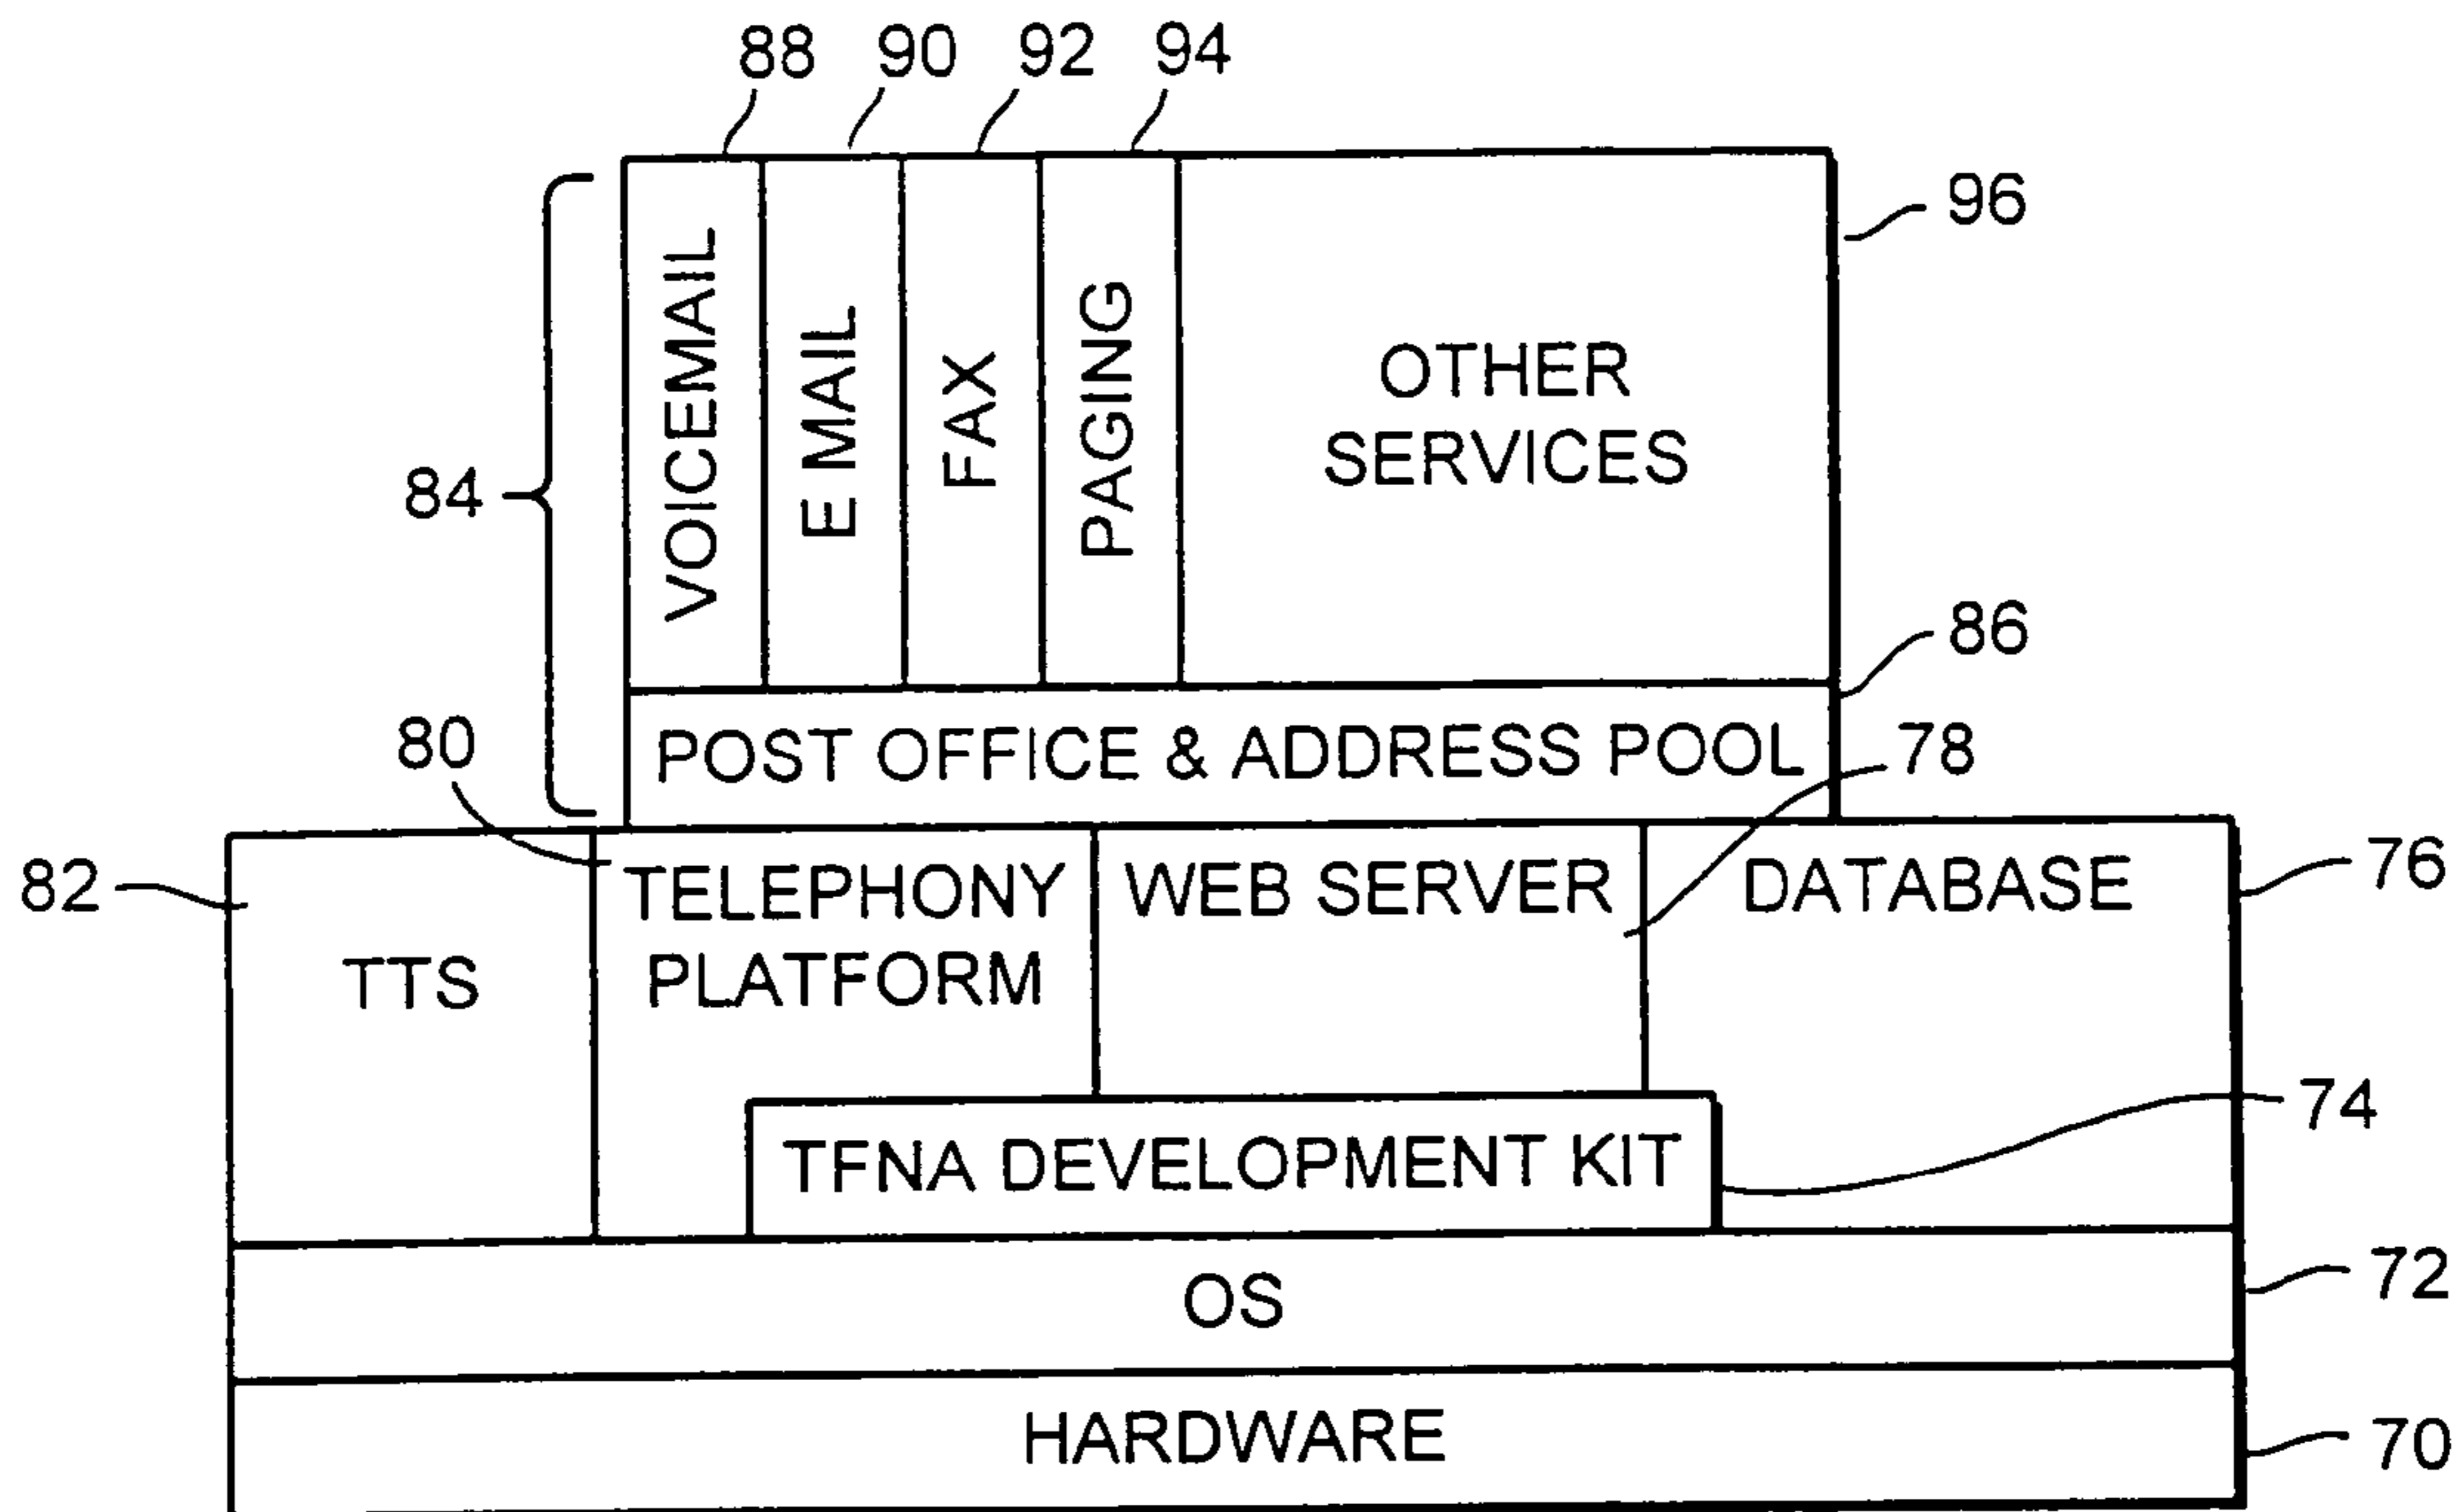 88 90 92 94
96
VOICEMAIL
E MAIL
FAX
PAGING
OTHER
SERVICES
84
86
POST OFFICE & ADDRESS POOL
80
78
82
TTS
TELEPHONY
PLATFORM
WEB SERVER
DATABASE
76
TFNA DEVELOPMENT KIT
74
OS
72
HARDWARE
70